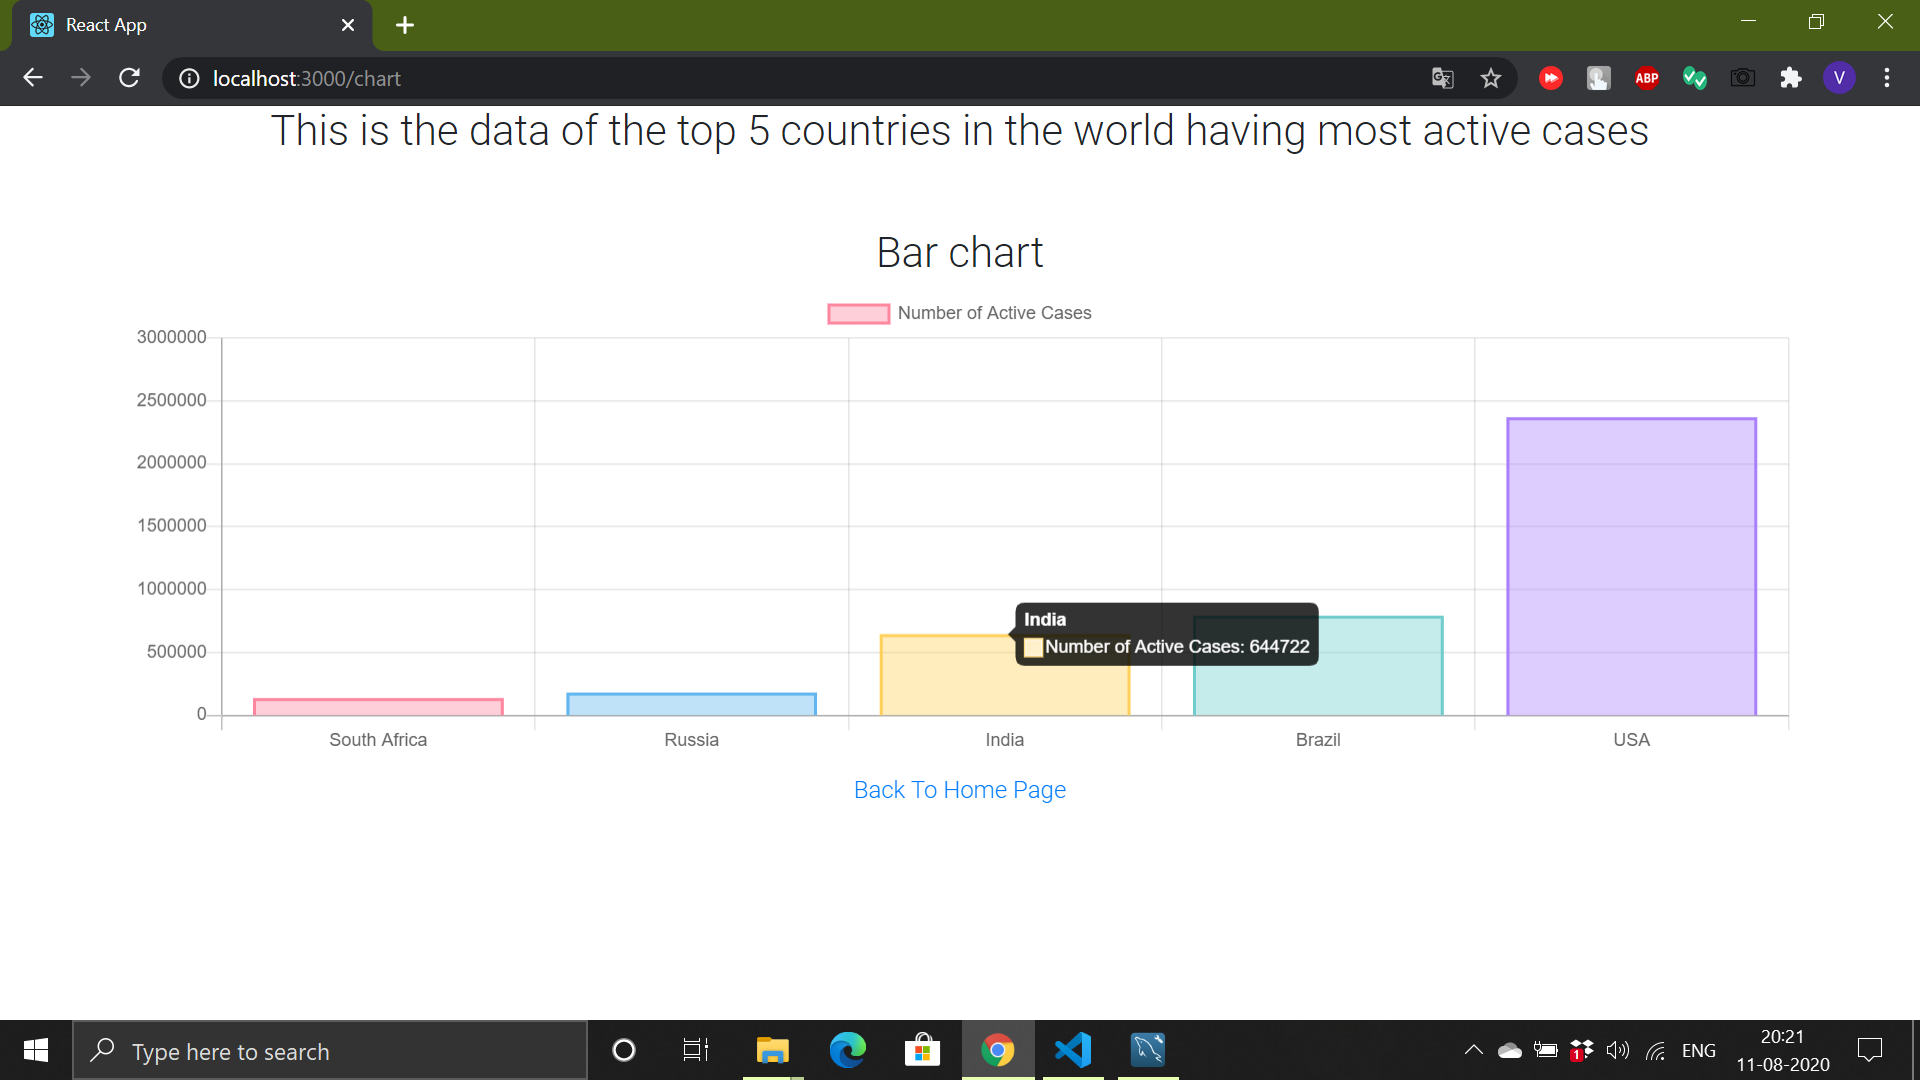 React App
localhost:3000/chart
ABP
V
This is the data of the top 5 countries in the world having most active cases
Bar chart
Number of Active Cases
3000000
2500000
2000000
1500000
1000000
500000
0
India
Number of Active Cases: 644722
South Africa Russia India Brazil USA
Back To Home Page
Type here to search
1
ENG
20:21
11-08-2020